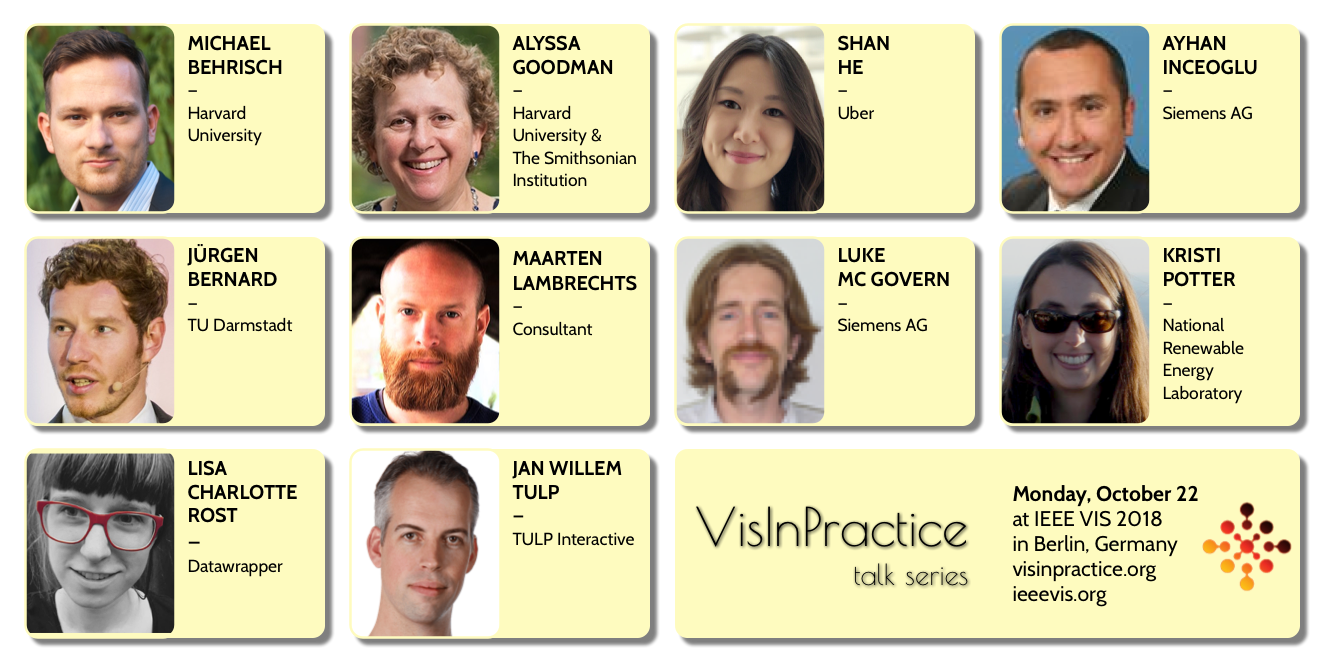 MICHAEL
BEHRISCH
–
Harvard
University
ALYSSA
GOODMAN
–
Harvard
University &
The Smithsonian
Institution
SHAN
HE
–
Uber
AYHAN
INCEOGLU
–
Siemens AG
JÜRGEN
BERNARD
–
TU Darmstadt
MAARTEN
LAMBRECHTS
–
Consultant
LUKE
MC GOVERN
–
Siemens AG
KRISTI
POTTER
–
National
Renewable
Energy
Laboratory
LISA
CHARLOTTE
ROST
–
Datawrapper
JAN WILLEM
TULP
–
TULP Interactive
VisInPractice
talk series
Monday, October 22
at IEEE VIS 2018
in Berlin, Germany
visinpractice.org
ieeevis.org